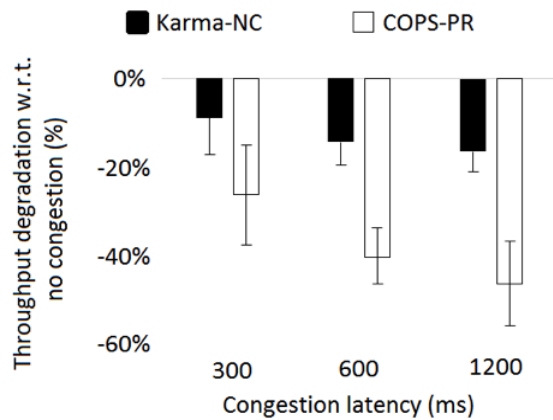 Karma-NC COPS-PR
Throughput degradation w.r.t.
no congestion (%)
0%
-20%
-40%
-60%
300 600 1200
Congestion latency (ms)